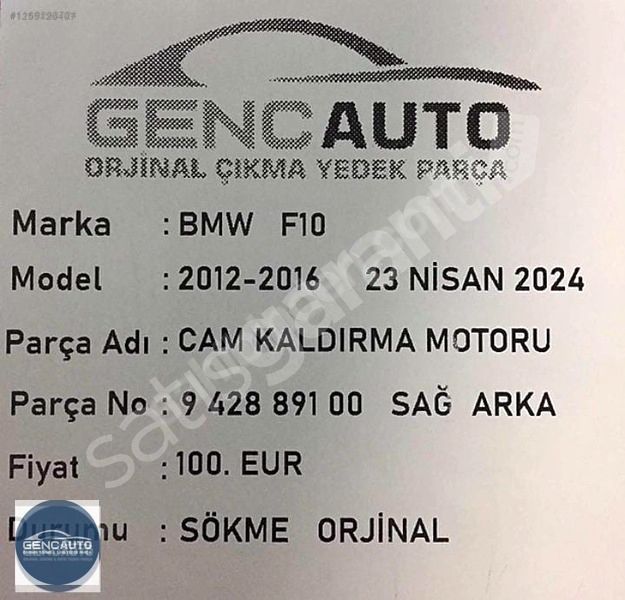 GENCAUTO
ORJİNAL ÇIKMA YEDEK PARÇA
Marka : BMW F10
Model : 2012-2016 23 NİSAN 2024
Parça Adı : CAM KALDIRMA MOTORU
Parça No : 9 428 891 00 SAĞ ARKA
Fiyat : 100. EUR
Durumu : SÖKME ORJİNAL
GENCAUTO